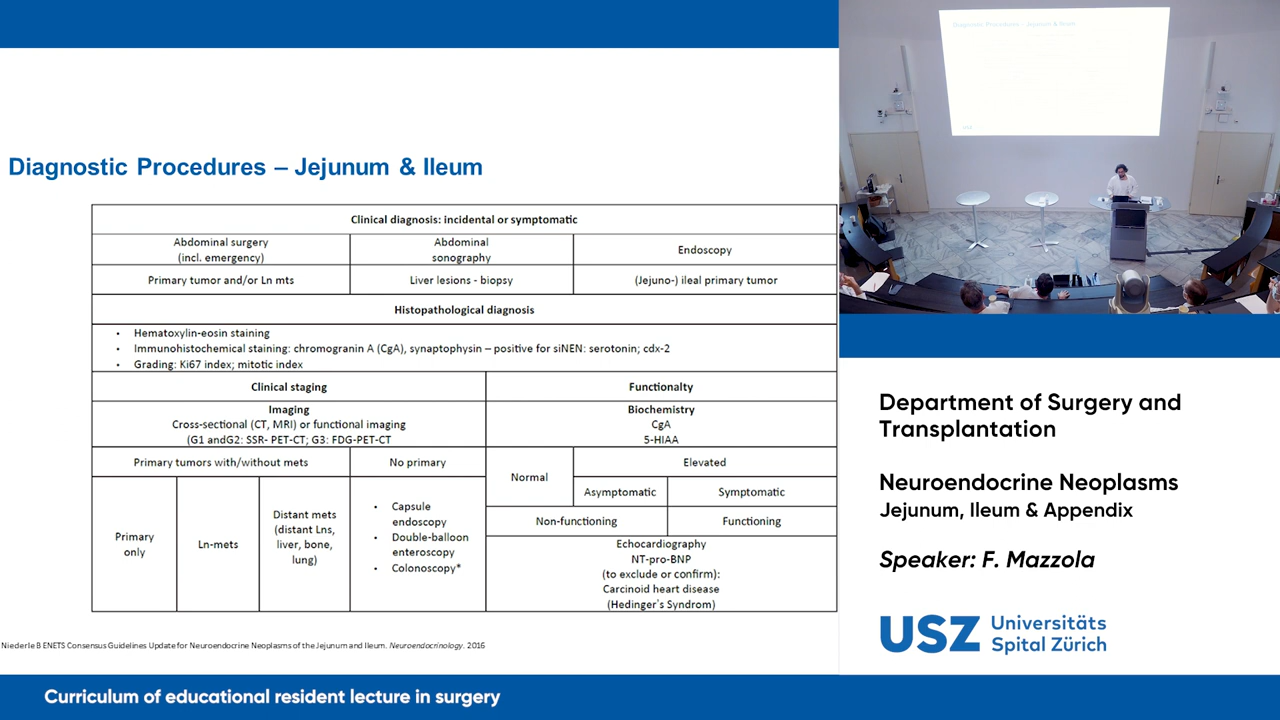 Diagnostic Procedures – Jejunum & Ileum
Clinical diagnosis: incidental or symptomatic
Abdominal surgery
(incl. emergency)
Abdominal
sonography
Endoscopy
Primary tumor and/or Ln mts
Liver lesions - biopsy
(Jejuno-) ileal primary tumor
Histopathological diagnosis
• Hematoxylin-eosin staining
• Immunohistochemical staining: chromogranin A (CgA), synaptophysin – positive for siNEN: serotonin; cdx-2
• Grading: Ki67 index; mitotic index
Clinical staging
Functionalty
Imaging
Cross-sectional (CT, MRI) or functional imaging
(G1 andG2: SSR- PET-CT; G3: FDG-PET-CT
Biochemistry
CgA
5-HIAA
Primary tumors with/without mets
No primary
Normal
Elevated
Asymptomatic
Symptomatic
Primary
only
Ln-mets
Distant mets
(distant Lns,
liver, bone,
lung)
• Capsule
endoscopy
• Double-balloon
enteroscopy
• Colonoscopy*
Non-functioning
Functioning
Echocardiography
NT-pro-BNP
(to exclude or confirm):
Carcinoid heart disease
(Hedinger's Syndrom)
Niederle B ENETS Consensus Guidelines Update for Neuroendocrine Neoplasms of the Jejunum and Ileum. Neuroendocrinology. 2016
Diagnostic Procedures – Jejunum & Ileum
Department of Surgery and
Transplantation
Neuroendocrine Neoplasms
Jejunum, Ileum & Appendix
Speaker: F. Mazzola
USZ Universitäts
Spital Zürich
Curriculum of educational resident lecture in surgery